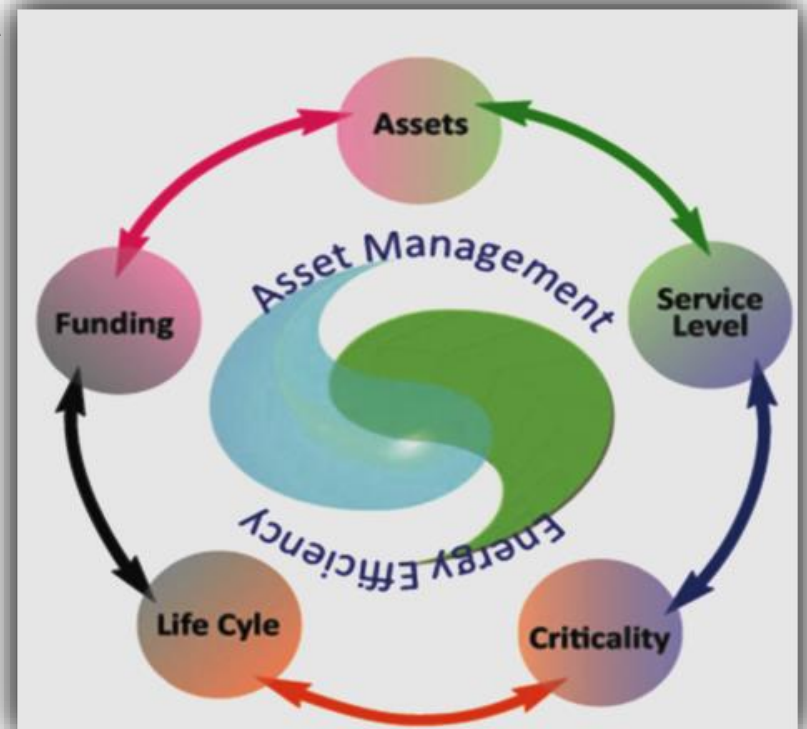 Assets
Asset Management
Service
Level
Funding
Energy Efficiency
Life Cyle
Criticality